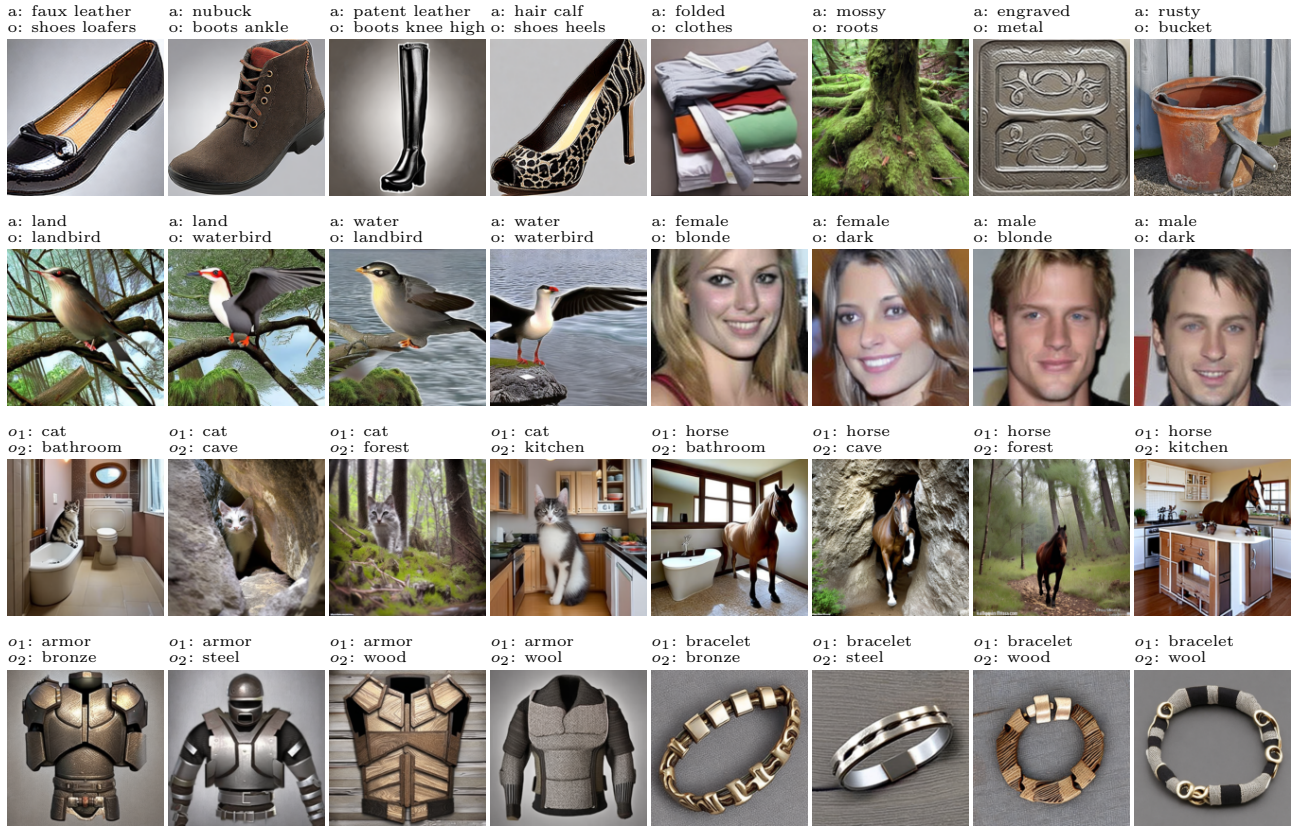 a: faux leather
o: shoes loafers
a: nubuck
o: boots ankle
a: patent leather
o: boots knee high
a: hair calf
o: shoes heels
a: folded
o: clothes
a: mossy
o: roots
a: engraved
o: metal
a: rusty
o: bucket
a: land
o: landbird
a: land
o: waterbird
a: water
o: landbird
a: water
o: waterbird
a: female
o: blonde
a: female
o: dark
a: male
o: blonde
a: male
o: dark
o₁: cat
o₂: bathroom
o₁: cat
o₂: cave
o₁: cat
o₂: forest
o₁: cat
o₂: kitchen
o₁: horse
o₂: bathroom
o₁: horse
o₂: cave
o₁: horse
o₂: forest
o₁: horse
o₂: kitchen
o₁: armor
o₂: bronze
o₁: armor
o₂: steel
o₁: armor
o₂: wood
o₁: armor
o₂: wool
o₁: bracelet
o₂: bronze
o₁: bracelet
o₂: steel
o₁: bracelet
o₂: wood
o₁: bracelet
o₂: wool